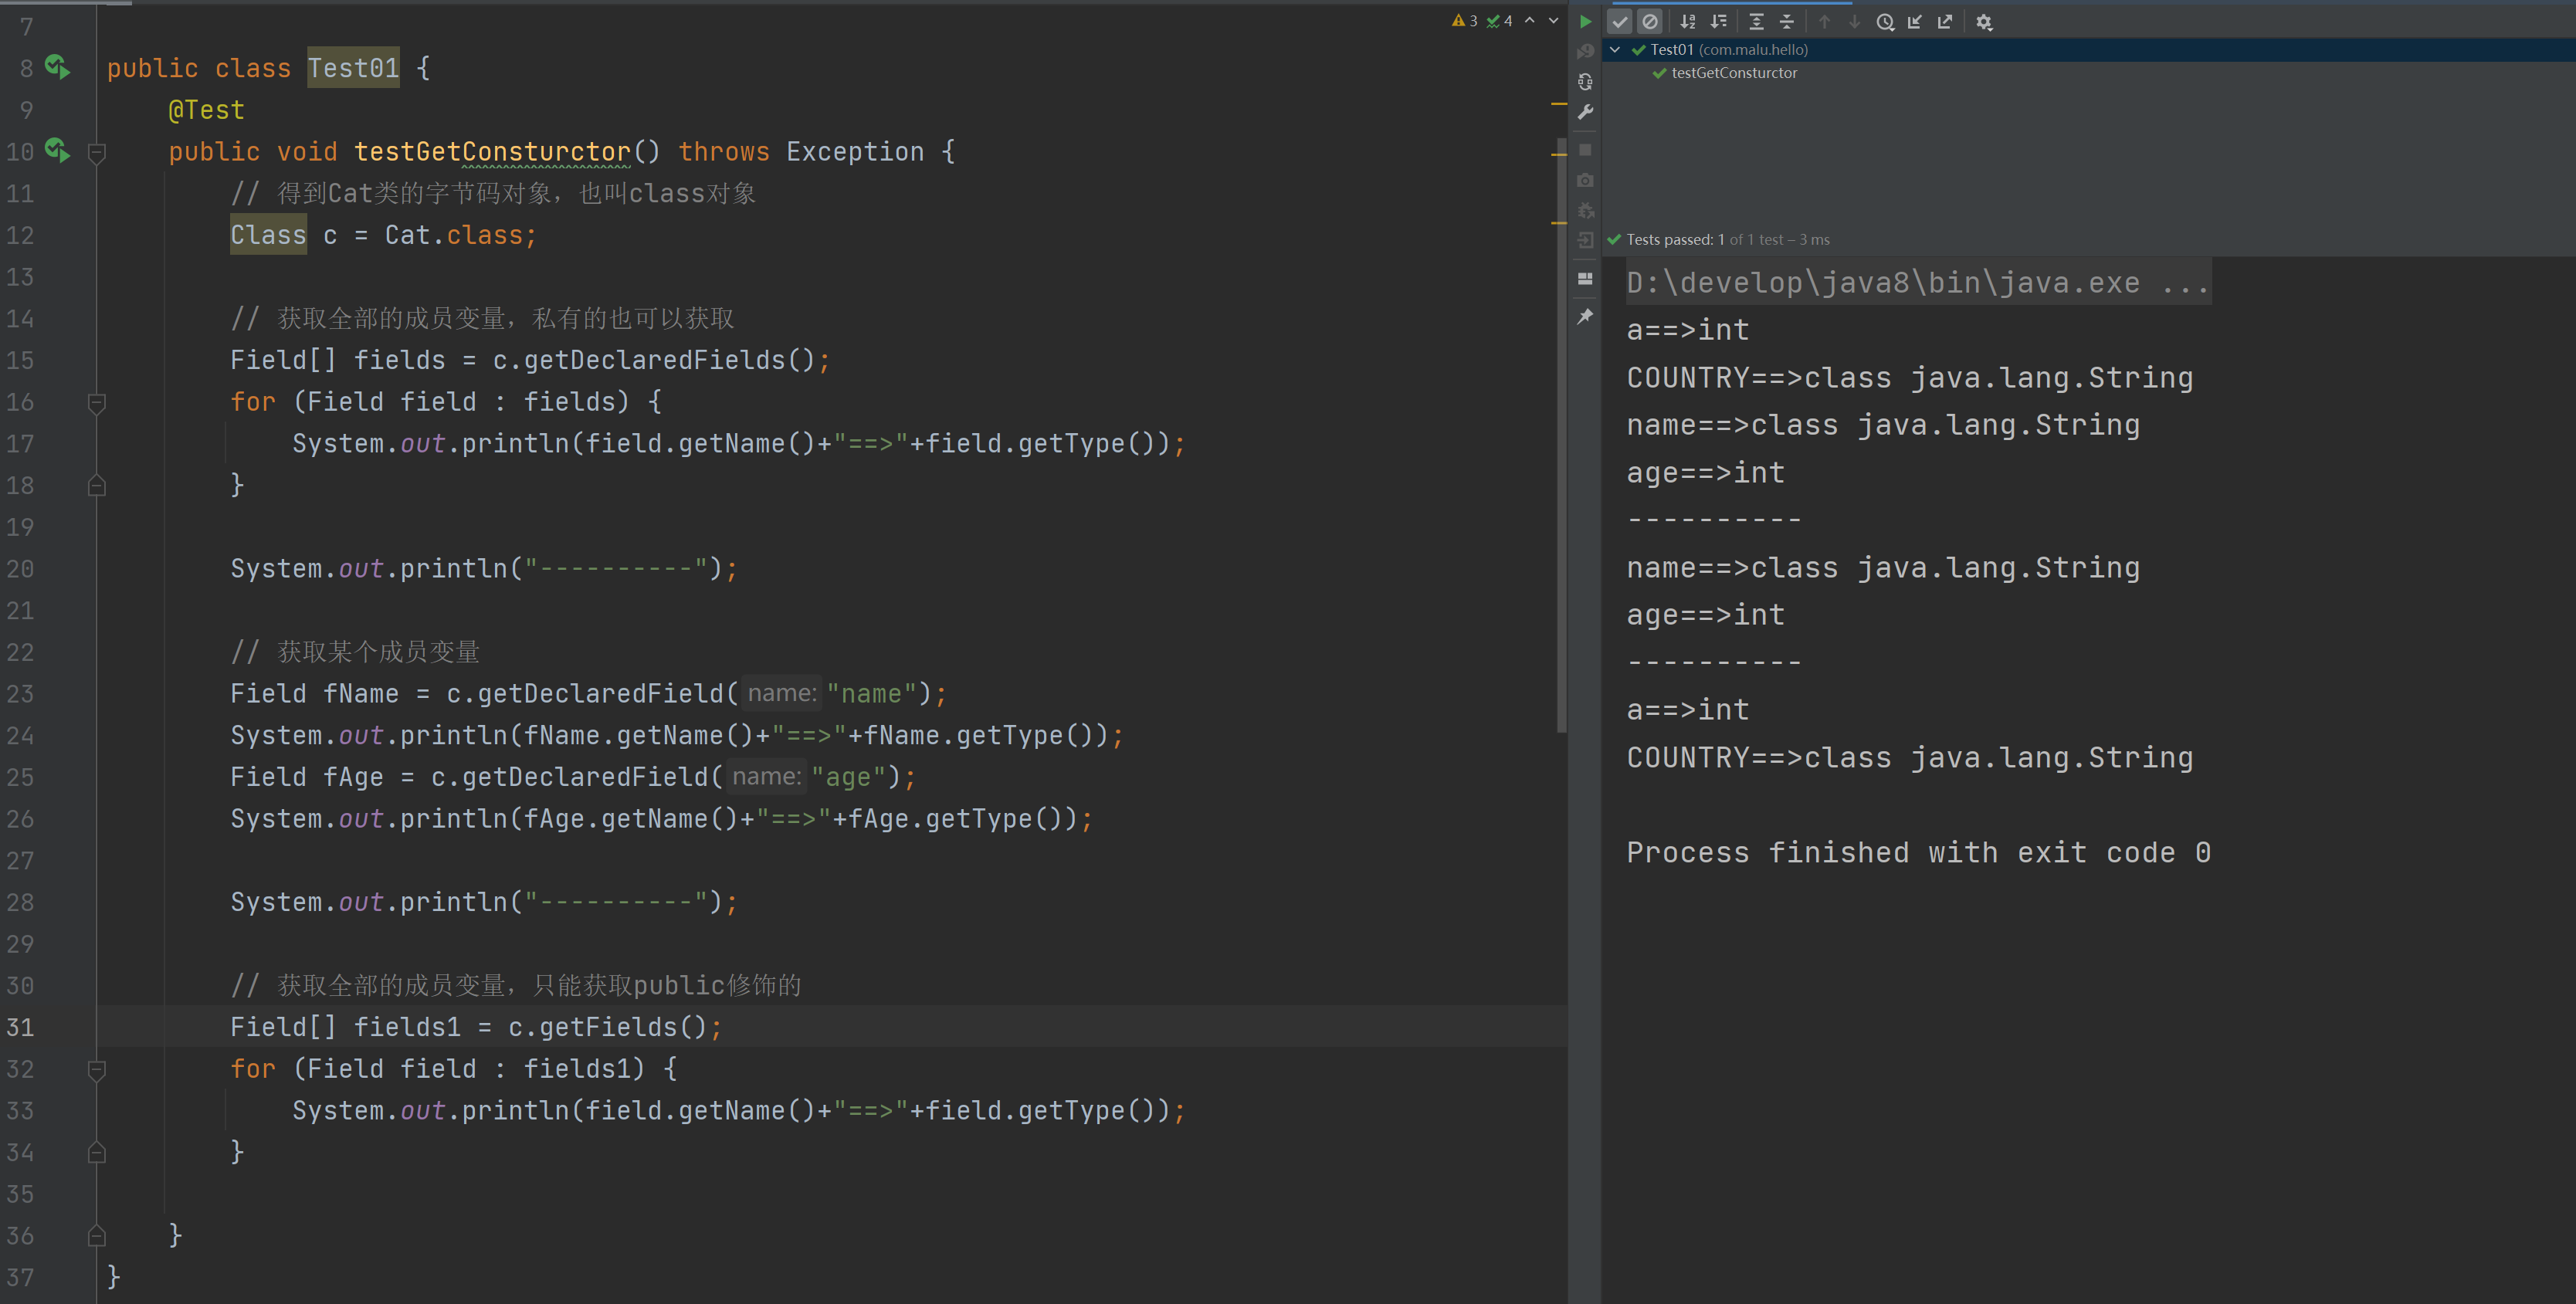 7
8 public class Test01 {
9 @Test
10 public void testGetConsturctor() throws Exception {
11 // 得到Cat类的字节码对象，也叫class对象
12 Class c = Cat.class;
13
14 // 获取全部的成员变量，私有的也可以获取
15 Field[] fields = c.getDeclaredFields();
16 for (Field field : fields) {
17 System.out.println(field.getName()+"==>"+field.getType());
18 }
19
20 System.out.println("----------");
21
22 // 获取某个成员变量
23 Field fName = c.getDeclaredField( name: "name");
24 System.out.println(fName.getName()+"==>"+fName.getType());
25 Field fAge = c.getDeclaredField( name: "age");
26 System.out.println(fAge.getName()+"==>"+fAge.getType());
27
28 System.out.println("----------");
29
30 // 获取全部的成员变量，只能获取public修饰的
31 Field[] fields1 = c.getFields();
32 for (Field field : fields1) {
33 System.out.println(field.getName()+"==>"+field.getType());
34 }
35
36 }
37 }
3 4
Test01 (com.malu.hello)
testGetConsturctor
Tests passed: 1 of 1 test – 3 ms
D:\develop\java8\bin\java.exe ...
a==>int
COUNTRY==>class java.lang.String
name==>class java.lang.String
age==>int
----------
name==>class java.lang.String
age==>int
----------
a==>int
COUNTRY==>class java.lang.String
Process finished with exit code 0